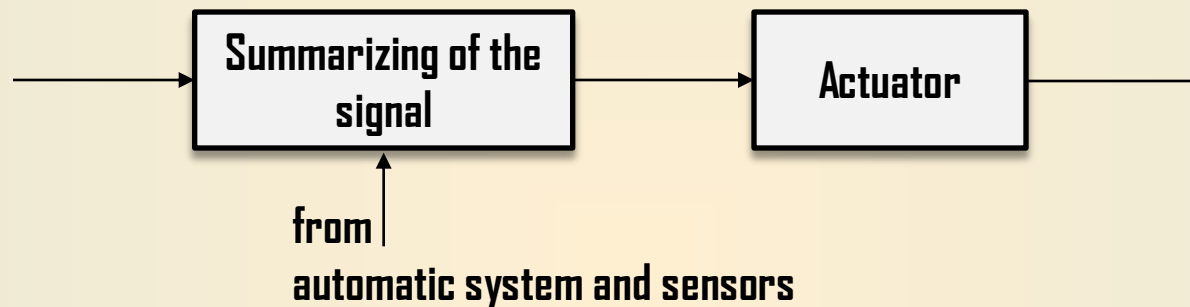 Summarizing of the
signal
Actuator
from
automatic system and sensors